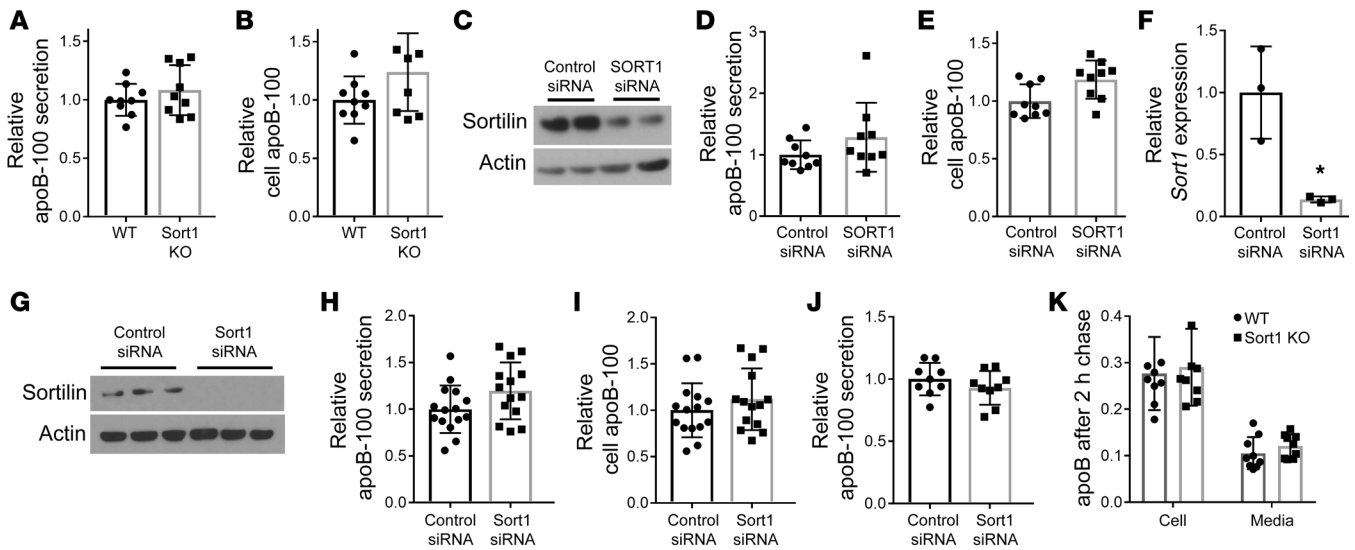 A
Relative
apoB-100 secretion
1.5
1.0
0.5
0.0
WT
Sort1
KO
B
Relative
cell apoB-100
1.5
1.0
0.5
0.0
WT
Sort1
KO
C
Control
siRNA
SORT1
siRNA
Sortilin
Actin
D
Relative
apoB-100 secretion
3
2
1
0
Control
siRNA
SORT1
siRNA
E
Relative
cell apoB-100
1.5
1.0
0.5
0.0
Control
siRNA
SORT1
siRNA
F
Relative
Sort1 expression
1.5
1.0
0.5
0.0
*
Control
siRNA
Sort1
siRNA
G
Control
siRNA
Sort1
siRNA
Sortilin
Actin
H
Relative
apoB-100 secretion
2.0
1.5
1.0
0.5
0.0
Control
siRNA
Sort1
siRNA
I
Relative
cell apoB-100
2.0
1.5
1.0
0.5
0.0
Control
siRNA
Sort1
siRNA
J
Relative
apoB-100 secretion
1.5
1.0
0.5
0.0
Control
siRNA
Sort1
siRNA
K
apoB after 2 h chase
0.4
0.3
0.2
0.1
0.0
WT
Sort1 KO
Cell
Media